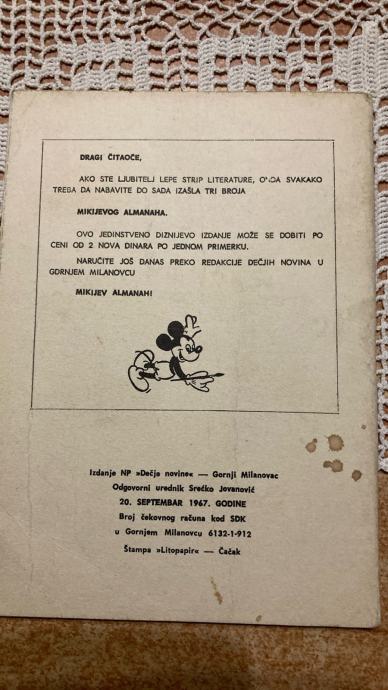 DRAGI ČITAOČE,
AKO STE LJUBITELJ LEPE STRIP LITERATURE, ONDA SVAKAKO
TREBA DA NABAVITE DO SADA IZAŠLA TRI BROJA
MIKIJEVOG ALMANAHA.
OVO JEDINSTVENO DIZNIJEVO IZDANJE MOŽE SE DOBITI PO
CENI OD 2 NOVA DINARA PO JEDNOM PRIMERKU.
NARUČITE JOŠ DANAS PREKO REDAKCIJE DEČJIH NOVINA U
GORNJEM MILANOVCU
MIKIJEV ALMANAH!
Izdanje NP »Dečje novine« — Gornji Milanovac
Odgovorni urednik Srećko Jovanović
20. SEPTEMBAR 1967. GODINE
Broj čekovnog računa kod SDK
u Gornjem Milanovcu 6132-1-912
Štampa »Litopapir« — Čačak